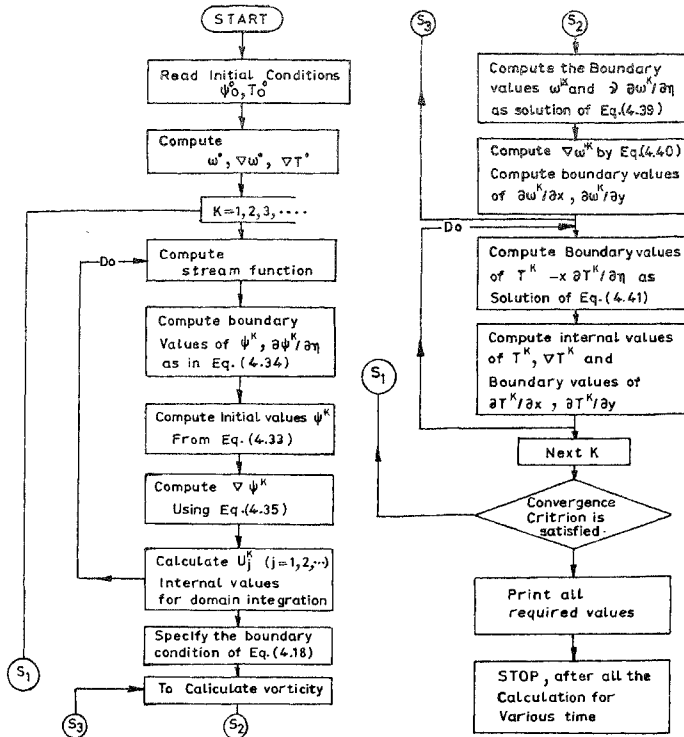 START
Read Initial Conditions
ψ₀°, T₀°
Compute
ω°, ∇ω°, ∇T°
K=1,2,3,....
Do
Compute
stream function
Compute boundary
Values of ψᴷ, ∂ψᴷ/∂η
as in Eq. (4.34)
Compute Initial values ψᴷ
From Eq. (4.33)
Compute ∇ψᴷ
Using Eq.(4.35)
Calculate Uⱼᴷ (j=1,2,..)
Internal values
for domain integration
Specify the boundary
condition of Eq.(4.18)
To Caliculate vorticity
S₁
S₃
S₂
S₃
S₂
Compute the Boundary
values ωᴷ and ∂ωᴷ/∂η
as solution of Eq.(4.39)
Compute ∇ωᴷ by Eq.(4.40)
Compute boundary values
of ∂ωᴷ/∂x , ∂ωᴷ/∂y
Do
Compute Boundary values
of Tᴷ -x ∂Tᴷ/∂η as
Solution of Eq.(4.41)
Compute internal values
of Tᴷ, ∇Tᴷ and
Boundary values of
∂Tᴷ/∂x , ∂Tᴷ/∂y
S₁
Next K
Convergence
Critrion is
satisfied.
Print all
required values
STOP, after all the
Calculation for
Various time